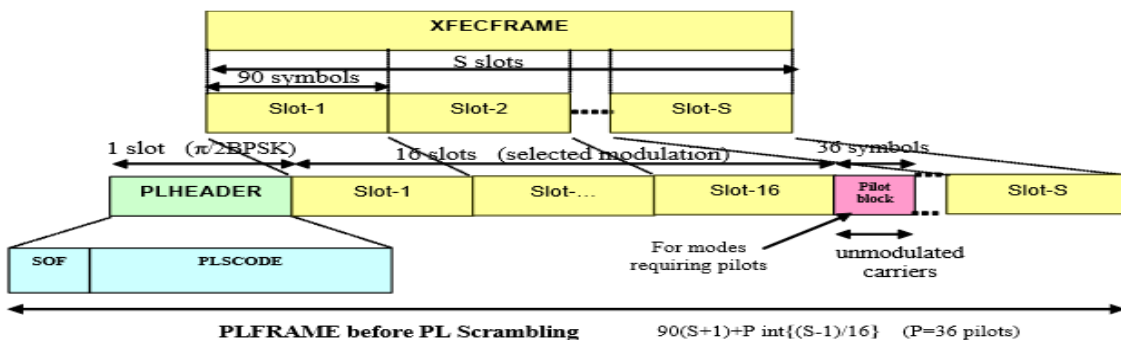 XFECFRAME
S slots
90 symbols
Slot-1 Slot-2 Slot-S
1 slot (π/2BPSK) 16 slots (selected modulation) 36 symbols
PLHEADER Slot-1 Slot-... Slot-16 Pilot block Slot-S
For modes requiring pilots
unmodulated carriers
SOF PLSCODE
PLFRAME before PL Scrambling 90(S+1)+P int{(S-1)/16} (P=36 pilots)